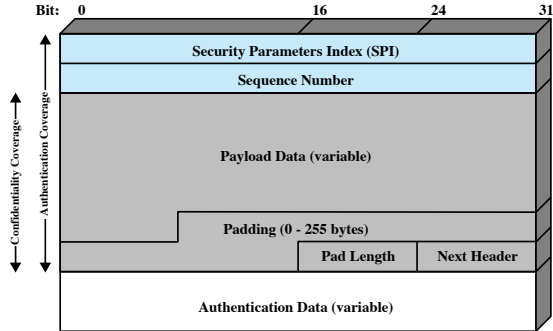 Bit: 0 16 24 31
Security Parameters Index (SPI)
Sequence Number
Confidentiality Coverage
Authentication Coverage
Payload Data (variable)
Padding (0 - 255 bytes)
Pad Length
Next Header
Authentication Data (variable)